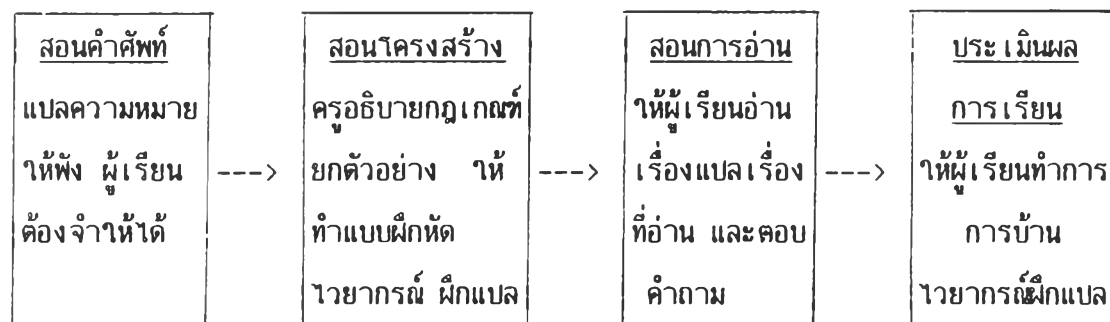 สอนคำศัพท์
แปลความหมาย
ให้ฟัง ผู้เรียน
ต้องจำให้ได้
--->
สอนโครงสร้าง
ครูอธิบายกฎเกณฑ์
ยกตัวอย่าง ให้
ทำแบบฝึกหัด
ไวยากรณ์ ฝึกแปล
--->
สอนการอ่าน
ให้ผู้เรียนอ่าน
เรื่องแปลเรื่อง
ที่อ่าน และตอบ
คำถาม
--->
ประเมินผล
การเรียน
ให้ผู้เรียนทำการ
การบ้าน
ไวยากรณ์ฝึกแปล